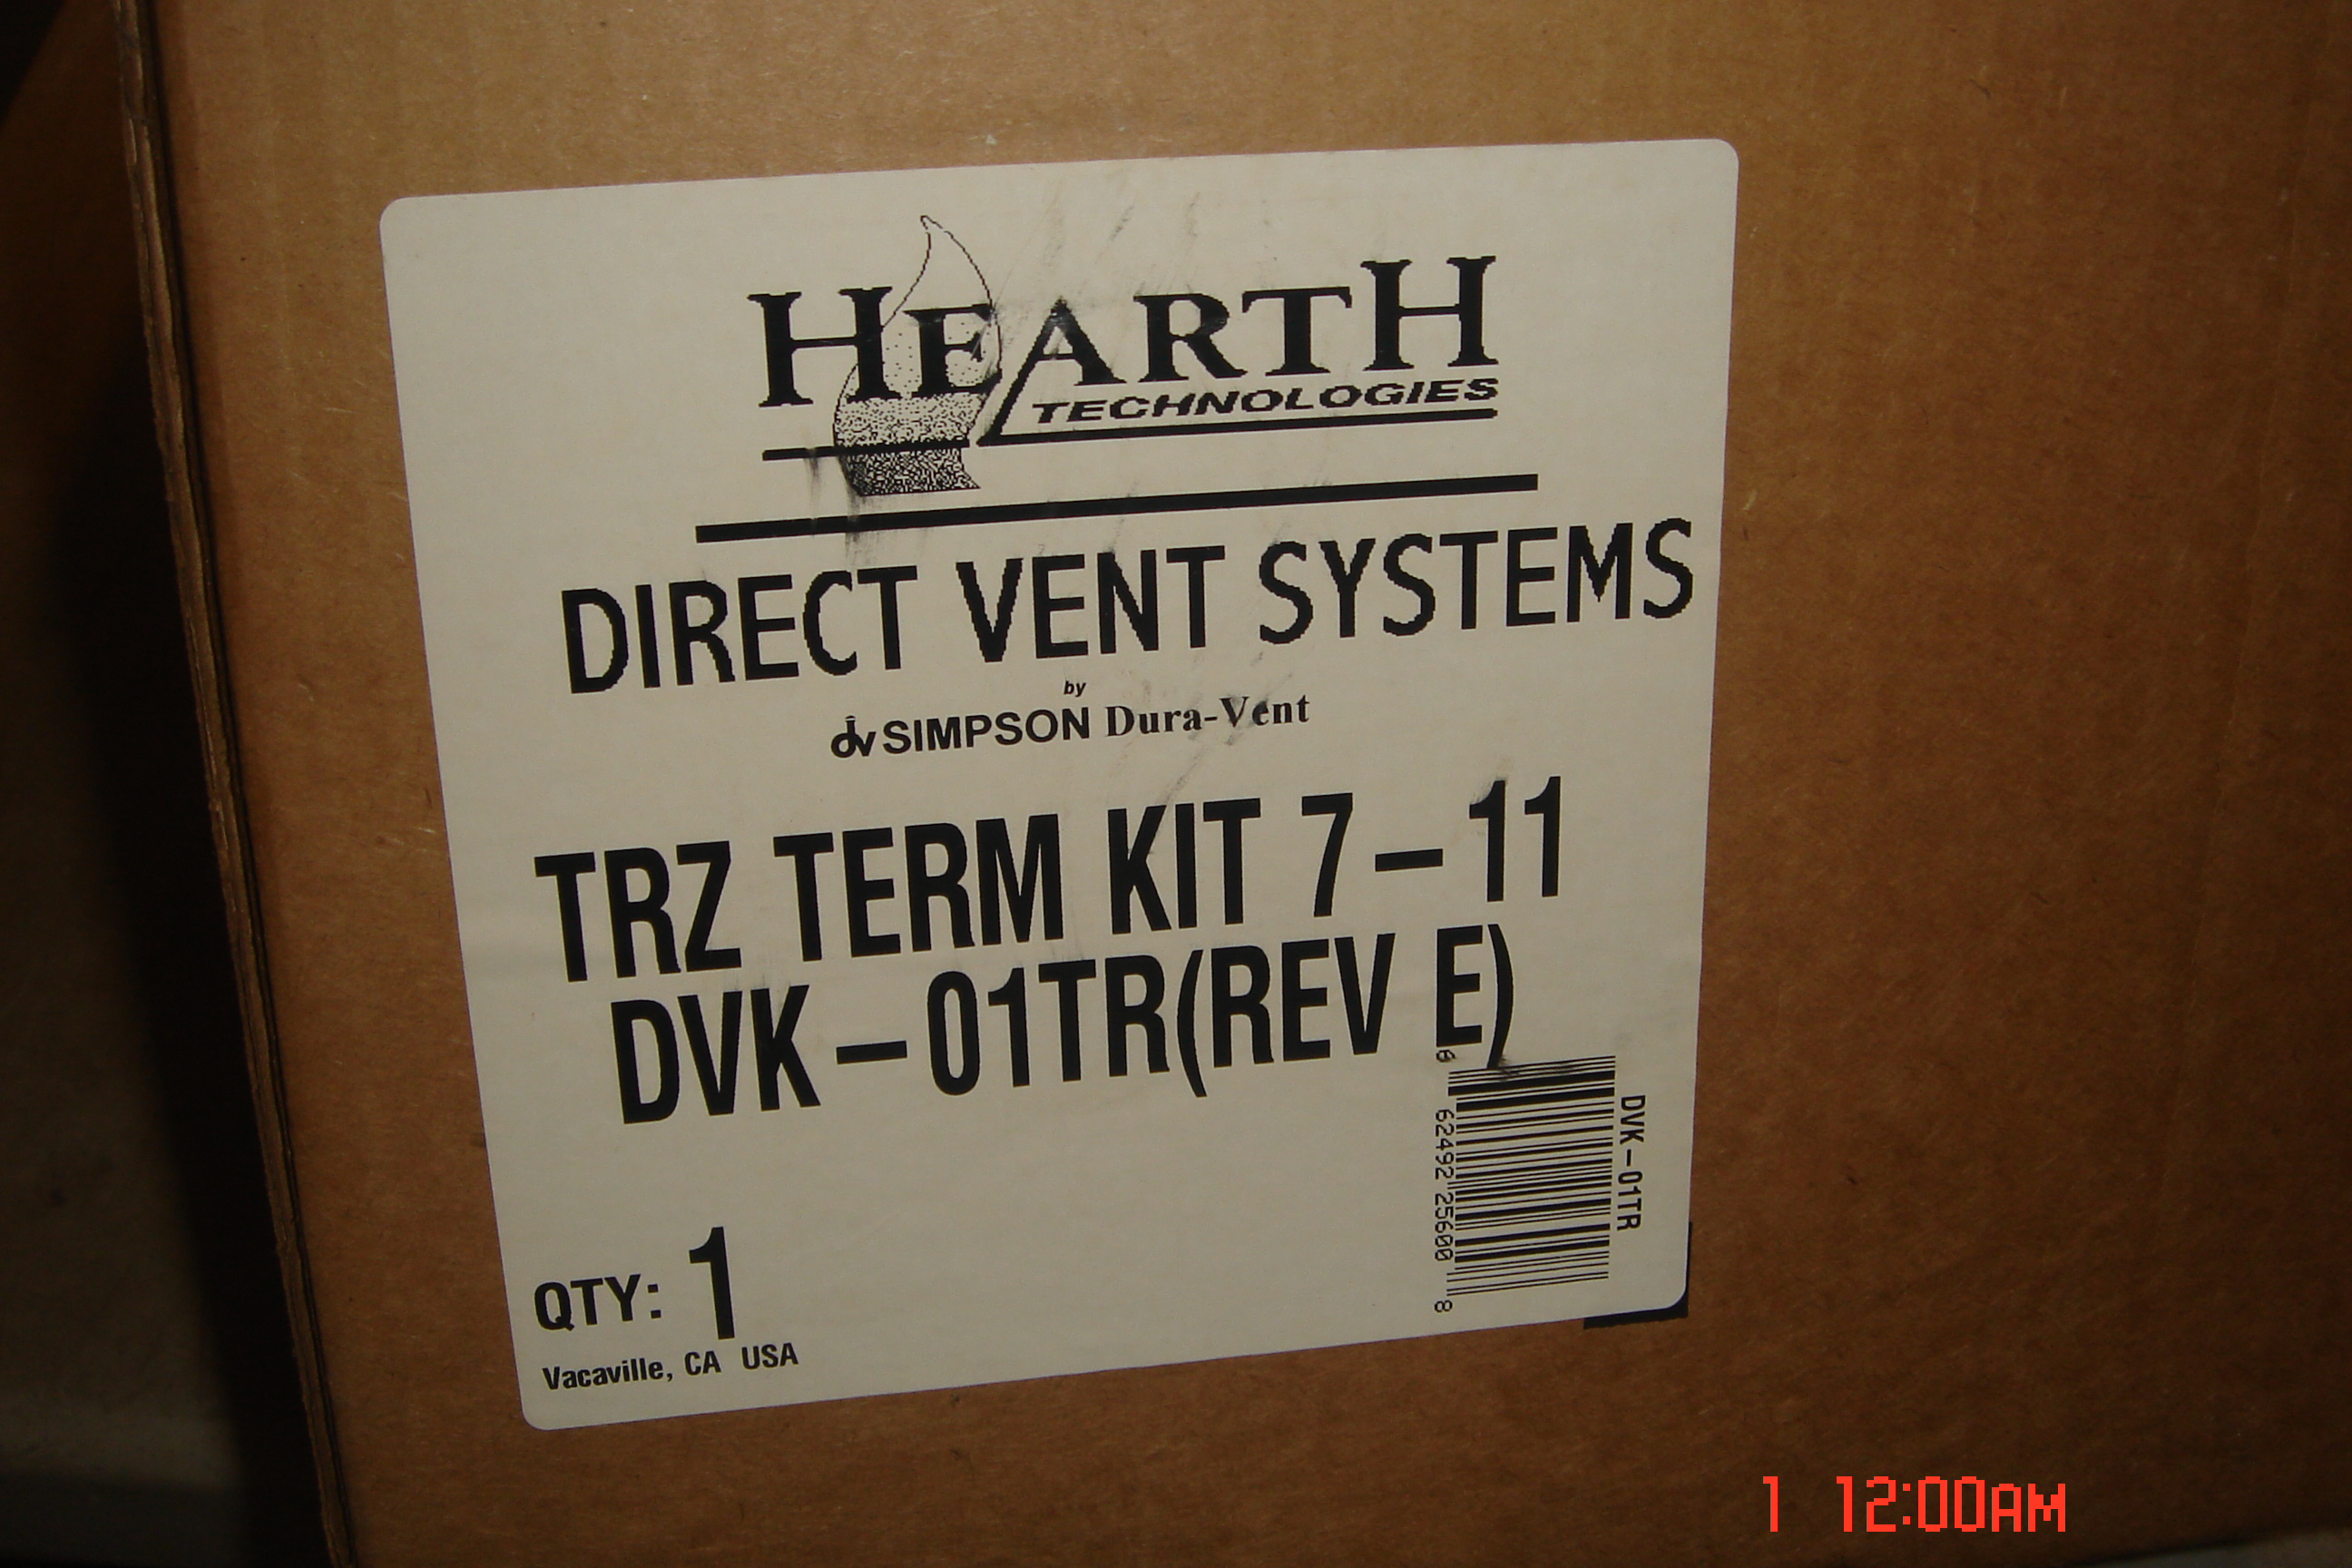 HEARTH
TECHNOLOGIES
DIRECT VENT SYSTEMS
by
dv SIMPSON Dura-Vent
TRZ TERM KIT 7-11
DVK-01TR(REV E)
DVK-01TR
6 62492 25600 8
QTY: 1
Vacaville, CA USA
1 12:00AM